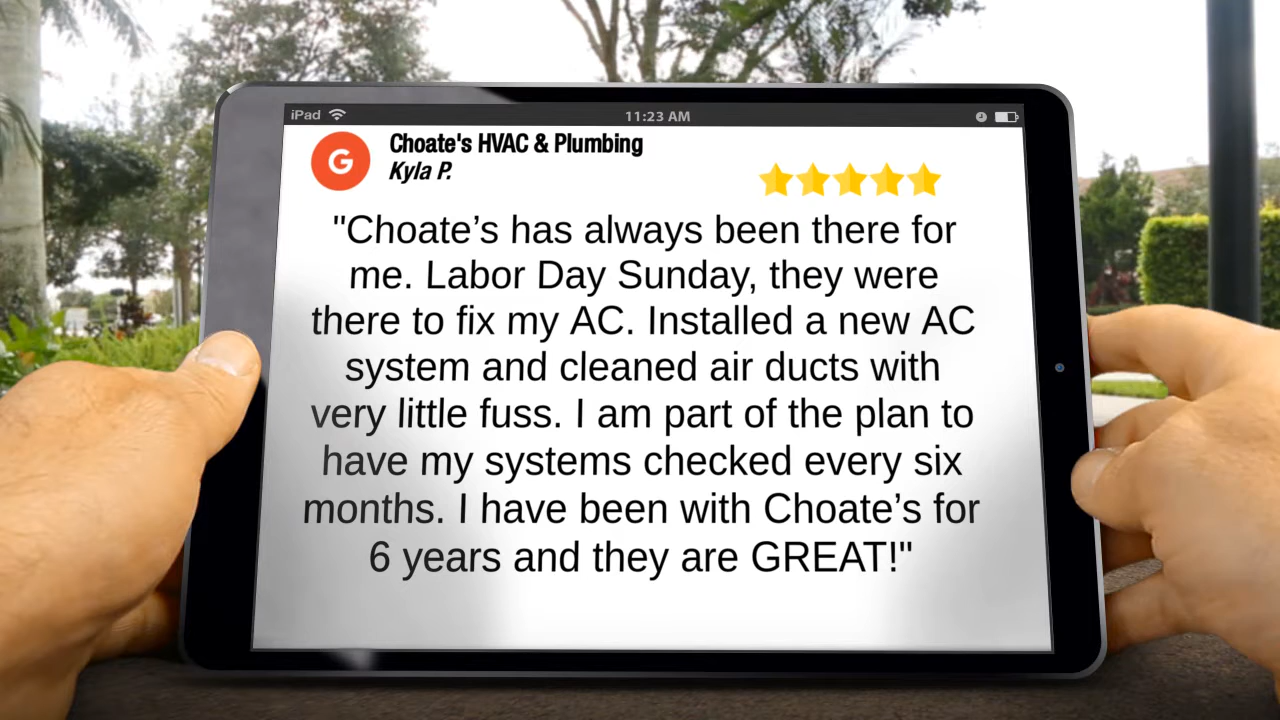 iPad 11:23 AM
G
Choate's HVAC & Plumbing
Kyla P.
"Choate’s has always been there for
me. Labor Day Sunday, they were
there to fix my AC. Installed a new AC
system and cleaned air ducts with
very little fuss. I am part of the plan to
have my systems checked every six
months. I have been with Choate’s for
6 years and they are GREAT!"